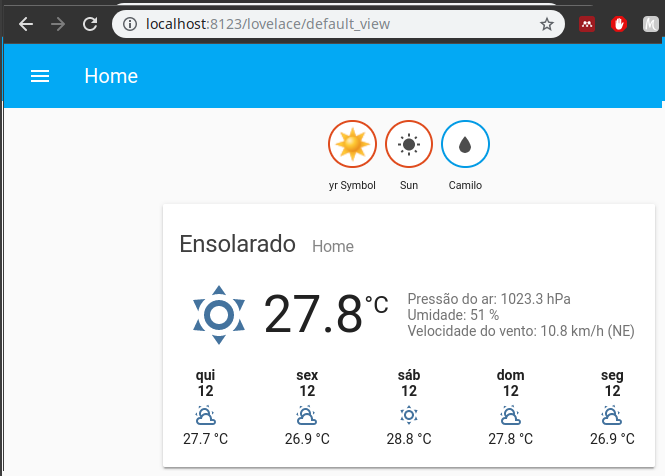 localhost:8123/lovelace/default_view
Home
yr Symbol Sun Camilo
Ensolarado Home
27.8 °C
Pressão do ar: 1023.3 hPa
Umidade: 51 %
Velocidade do vento: 10.8 km/h (NE)
qui sex sáb dom seg
12 12 12 12 12
27.7 °C 26.9 °C 28.8 °C 27.8 °C 26.9 °C